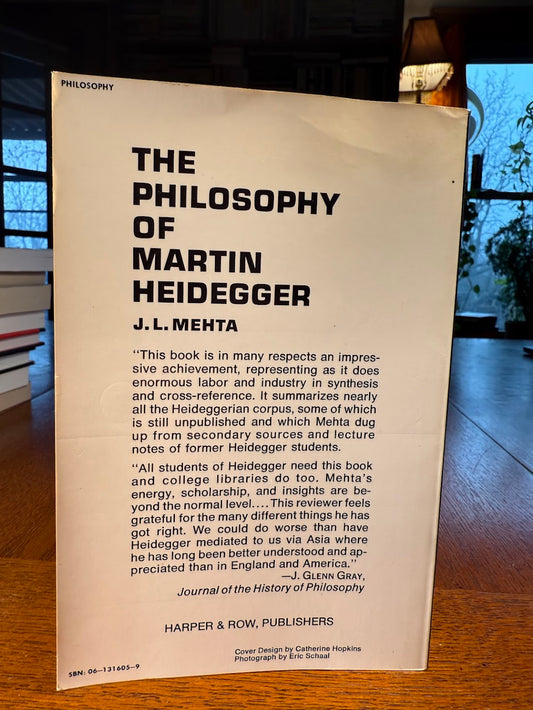 PHILOSOPHY
THE
PHILOSOPHY
OF
MARTIN
HEIDEGGER
J. L. MEHTA
"This book is in many respects an impres-
sive achievement, representing as it does
enormous labor and industry in synthesis
and cross-reference. It summarizes nearly
all the Heideggerian corpus, some of which
is still unpublished and which Mehta dug
up from secondary sources and lecture
notes of former Heidegger students.
"All students of Heidegger need this book
and college libraries do too. Mehta's
energy, scholarship, and insights are be-
yond the normal level.... This reviewer feels
grateful for the many different things he has
got right. We could do worse than have
Heidegger mediated to us via Asia where
he has long been better understood and ap-
preciated than in England and America."
—J. GLENN GRAY,
Journal of the History of Philosophy
HARPER & ROW, PUBLISHERS
Cover Design by Catherine Hopkins
Photograph by Eric Schaal
SBN: 06-131605-9